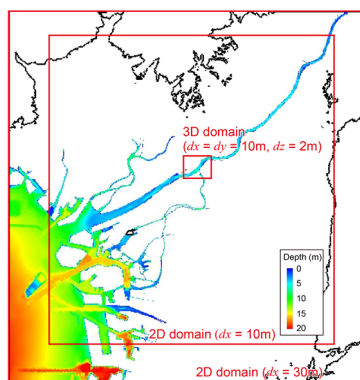 3D domain
(dx = dy = 10m, dz = 2m)
Depth (m)
0
5
10
15
20
2D domain (dx = 10m)
2D domain (dx = 30m)